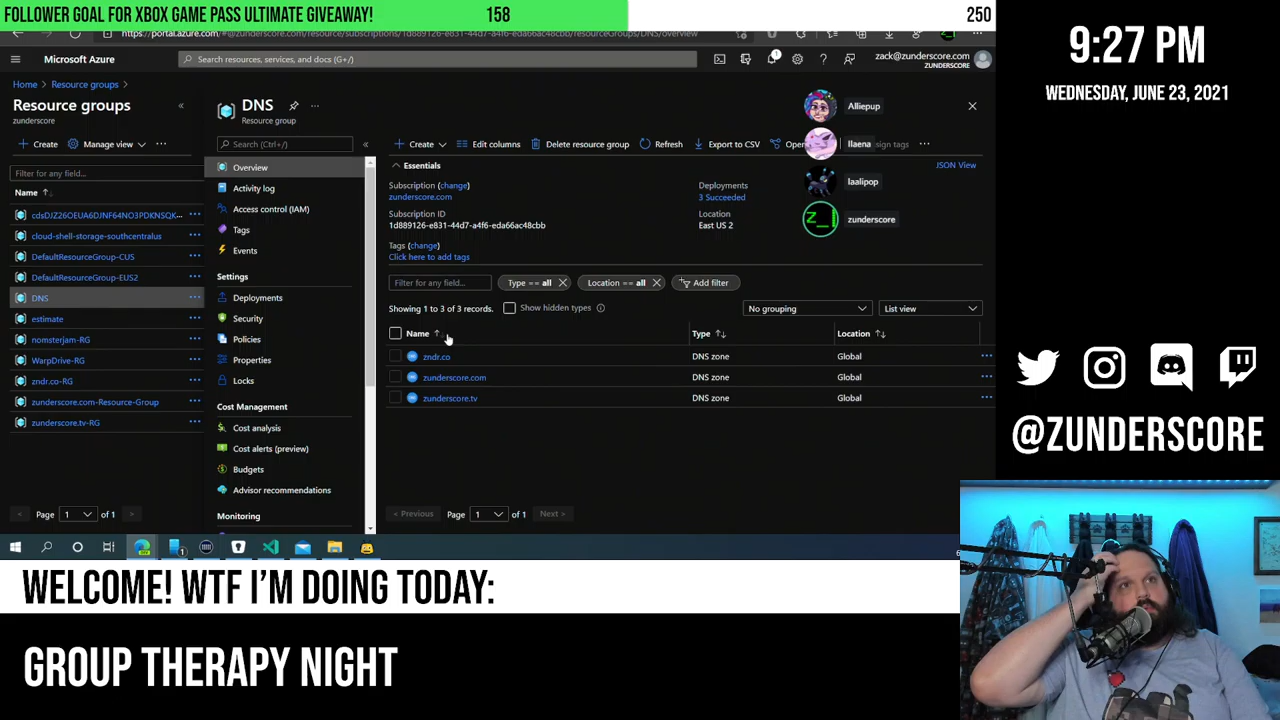 FOLLOWER GOAL FOR XBOX GAME PASS ULTIMATE GIVEAWAY!
158
250
9:27 PM
WEDNESDAY, JUNE 23, 2021
Microsoft Azure
Search resources, services, and docs (G+/)
1
zack@zunderscore.com
ZUNDERSCORE
Home > Resource groups >
Resource groups
zunderscore
Create
Manage view
Filter for any field...
Name
cdsDJZ26OEUA6DJNF64NO3PDKNSQK...
cloud-shell-storage-southcentralus
DefaultResourceGroup-CUS
DefaultResourceGroup-EUS2
DNS
estimate
nomsterjam-RG
WarpDrive-RG
zndr.co-RG
zunderscore.com-Resource-Group
zunderscore.tv-RG
Page 1 of 1
DNS
Resource group
Search (Ctrl+/)
Overview
Activity log
Access control (IAM)
Tags
Events
Settings
Deployments
Security
Policies
Properties
Locks
Cost Management
Cost analysis
Cost alerts (preview)
Budgets
Advisor recommendations
Monitoring
Create
Edit columns
Delete resource group
Refresh
Export to CSV
Open
sign tags
Essentials
JSON View
Subscription (change)
zunderscore.com
Subscription ID
1d889126-e831-44d7-a4f6-eda66ac48cbb
Tags (change)
Click here to add tags
Deployments
3 Succeeded
Location
East US 2
Filter for any field...
Type == all
Location == all
Add filter
Showing 1 to 3 of 3 records.
Show hidden types
No grouping
List view
Name
Type
Location
zndr.co DNS zone Global
zunderscore.com DNS zone Global
zunderscore.tv DNS zone Global
< Previous Page 1 of 1 Next >
Alliepup
llaena
laalipop
Z_
zunderscore
@ZUNDERSCORE
WELCOME! WTF I'M DOING TODAY:
GROUP THERAPY NIGHT